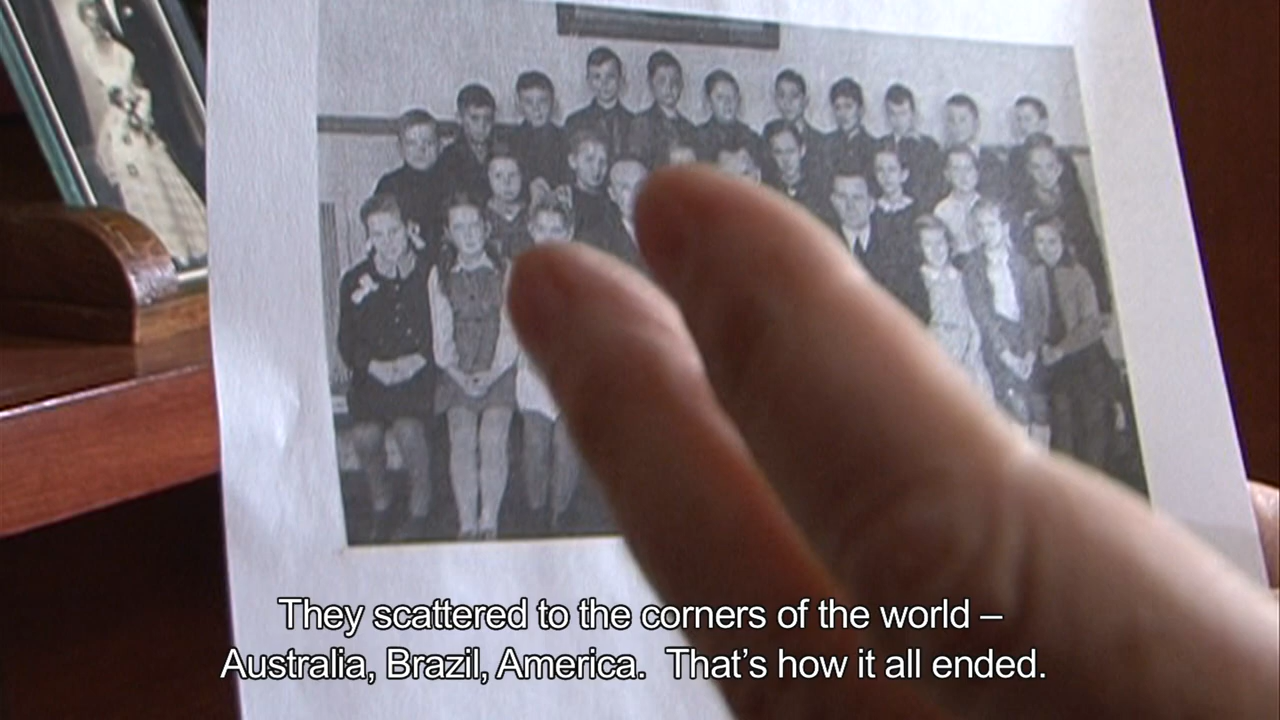 They scattered to the corners of the world –
Australia, Brazil, America.  That's how it all ended.